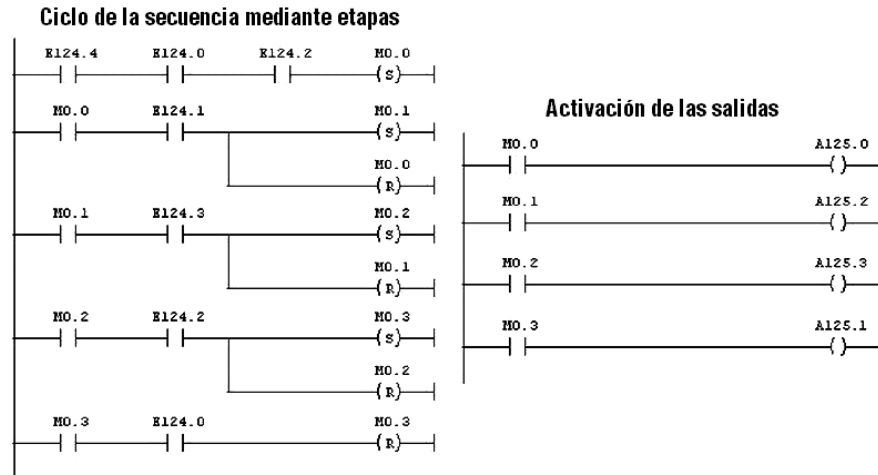 Ciclo de la secuencia mediante etapas
E124.4 E124.0 E124.2 M0.0
(S)
M0.0 E124.1 M0.1
(S)
M0.0
(R)
M0.1 E124.3 M0.2
(S)
M0.1
(R)
M0.2 E124.2 M0.3
(S)
M0.2
(R)
M0.3 E124.0 M0.3
(R)
Activación de las salidas
M0.0 A125.0
M0.1 A125.2
M0.2 A125.3
M0.3 A125.1